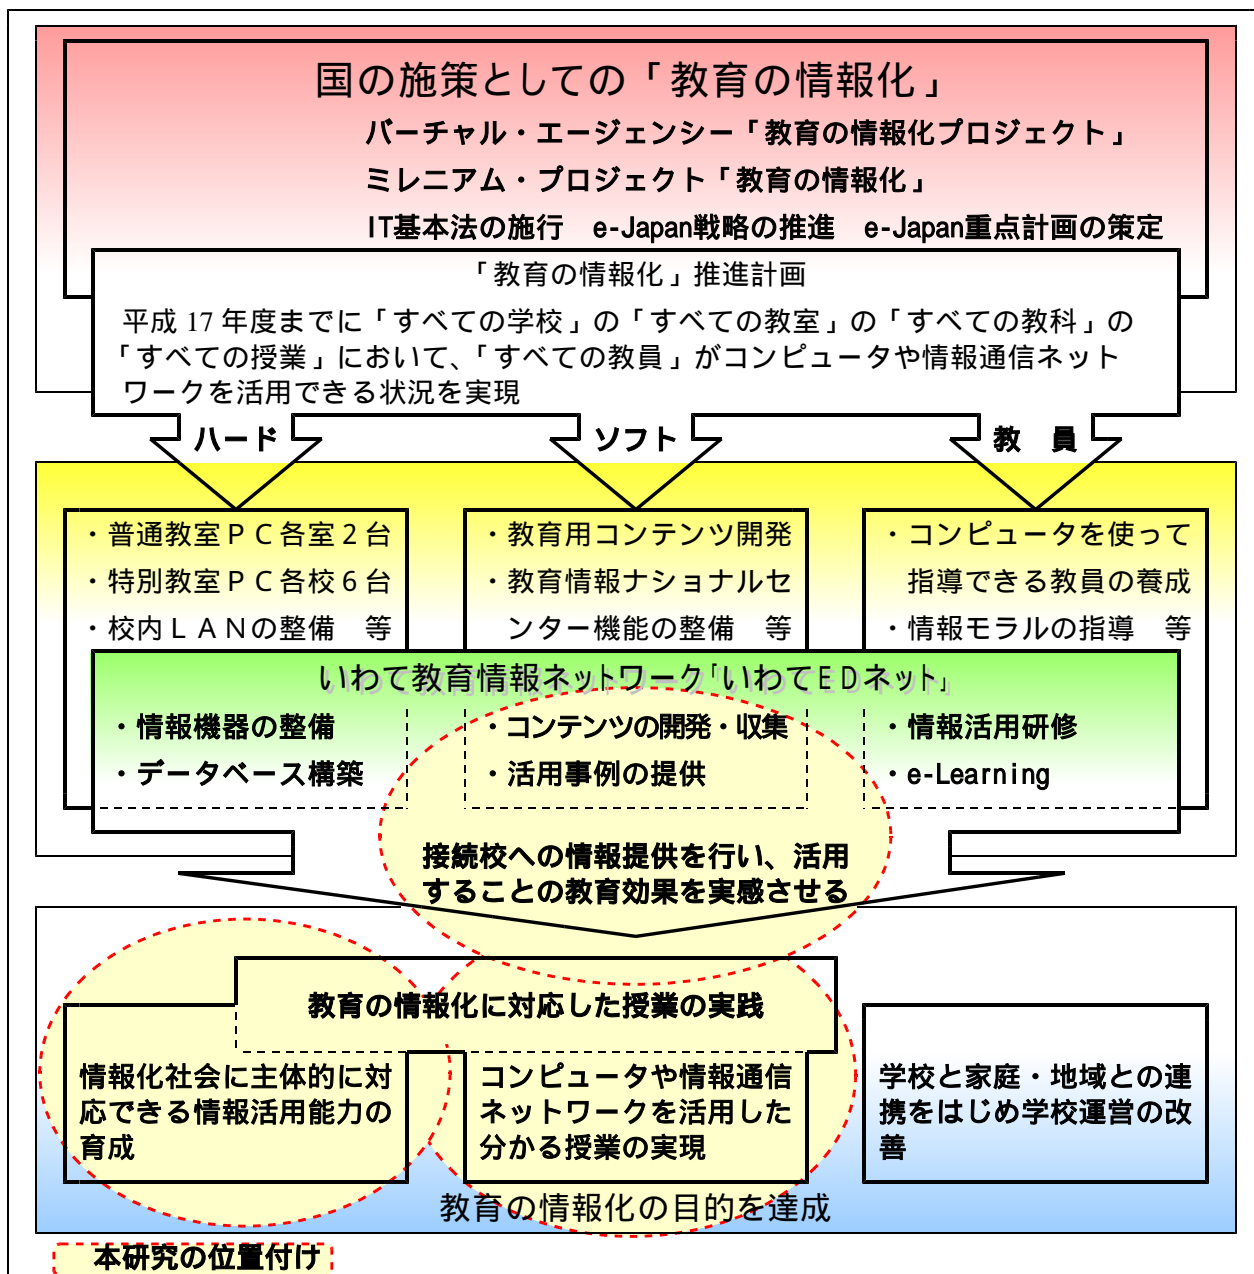 国の施策としての「教育の情報化」
バーチャル・エージェンシー「教育の情報化プロジェクト」
ミレニアム・プロジェクト「教育の情報化」
IT基本法の施行　e-Japan戦略の推進　e-Japan重点計画の策定
「教育の情報化」推進計画
平成 17 年度までに「すべての学校」の「すべての教室」の「すべての教科」の
「すべての授業」において、「すべての教員」がコンピュータや情報通信ネット
ワークを活用できる状況を実現
ハード
ソフト
教　員
・普通教室ＰＣ各室２台
・特別教室ＰＣ各校６台
・校内ＬＡＮの整備　等
・教育用コンテンツ開発
・教育情報ナショナルセ
ンター機能の整備　等
・コンピュータを使って
指導できる教員の養成
・情報モラルの指導　等
いわて教育情報ネットワーク「いわてＥＤネット」
・情報機器の整備
・データベース構築
・コンテンツの開発・収集
・活用事例の提供
・情報活用研修
・e-Learning
接続校への情報提供を行い、活用
することの教育効果を実感させる
教育の情報化に対応した授業の実践
情報化社会に主体的に対
応できる情報活用能力の
育成
コンピュータや情報通信
ネットワークを活用した
分かる授業の実現
学校と家庭・地域との連
携をはじめ学校運営の改
善
教育の情報化の目的を達成
本研究の位置付け